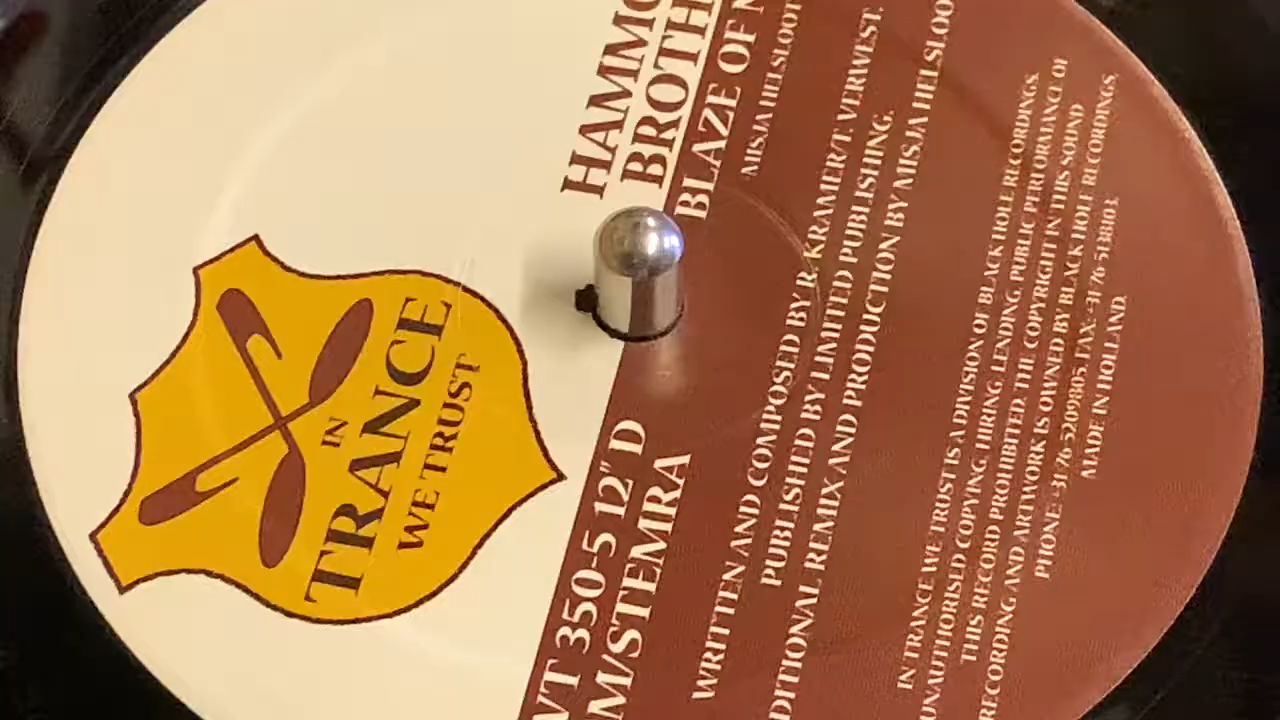 IN
TRANCE
WE TRUST
HAMMO
BROTH
BLAZE OF N
MISJA HELSLOOT
VT 350-5 12" D
M/STEMRA
WRITTEN AND COMPOSED BY R. KRAMER/T. VERWEST.
PUBLISHED BY LIMITED PUBLISHING.
DITIONAL REMIX AND PRODUCTION BY MISJA HELSLOO
IN TRANCE WE TRUST IS A DIVISION OF BLACK HOLE RECORDINGS.
UNAUTHORISED COPYING, HIRING, LENDING, PUBLIC PERFORMANCE OF
THIS RECORD PROHIBITED. THE COPYRIGHT IN THIS SOUND
RECORDING AND ARTWORK IS OWNED BY BLACK HOLE RECORDINGS,
PHONE:+31/76-5209805, FAX:+31/76-5538103.
MADE IN HOLLAND.